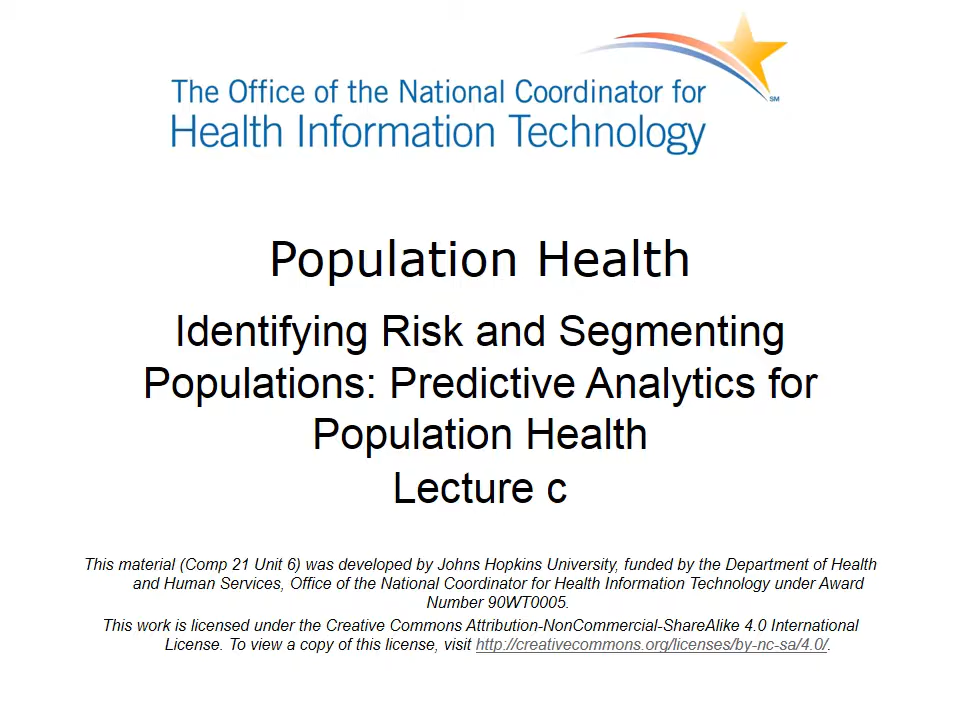 The Office of the National Coordinator for
Health Information Technology
SM
Population Health
Identifying Risk and Segmenting
Populations: Predictive Analytics for
Population Health
Lecture c
This material (Comp 21 Unit 6) was developed by Johns Hopkins University, funded by the Department of Health
and Human Services, Office of the National Coordinator for Health Information Technology under Award
Number 90WT0005.
This work is licensed under the Creative Commons Attribution-NonCommercial-ShareAlike 4.0 International
License. To view a copy of this license, visit http://creativecommons.org/licenses/by-nc-sa/4.0/.